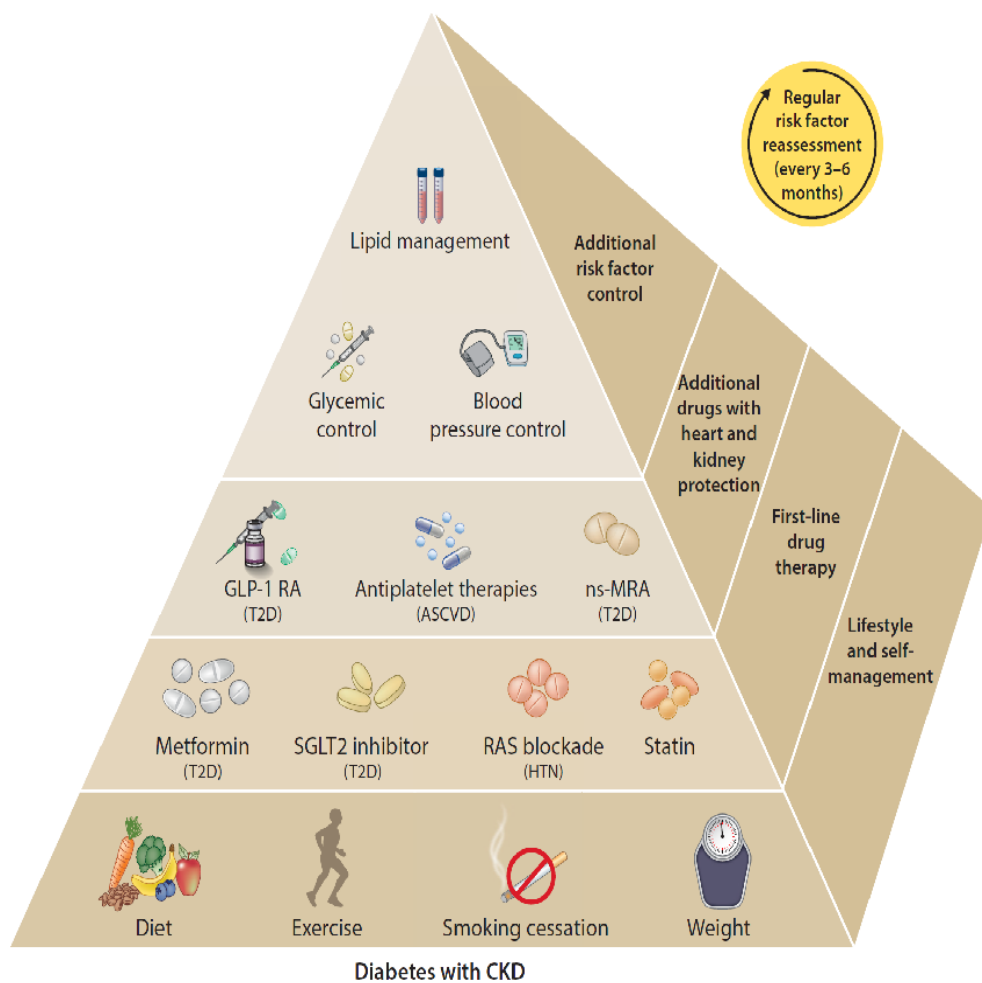 Regular
risk factor
reassessment
(every 3–6
months)
Lipid management
Additional
risk factor
control
Glycemic
control
Blood
pressure control
Additional
drugs with
heart and
kidney
protection
GLP-1 RA
(T2D)
Antiplatelet therapies
(ASCVD)
ns-MRA
(T2D)
First-line
drug
therapy
Metformin
(T2D)
SGLT2 inhibitor
(T2D)
RAS blockade
(HTN)
Statin
Lifestyle
and self-
management
Diet
Exercise
Smoking cessation
Weight
Diabetes with CKD